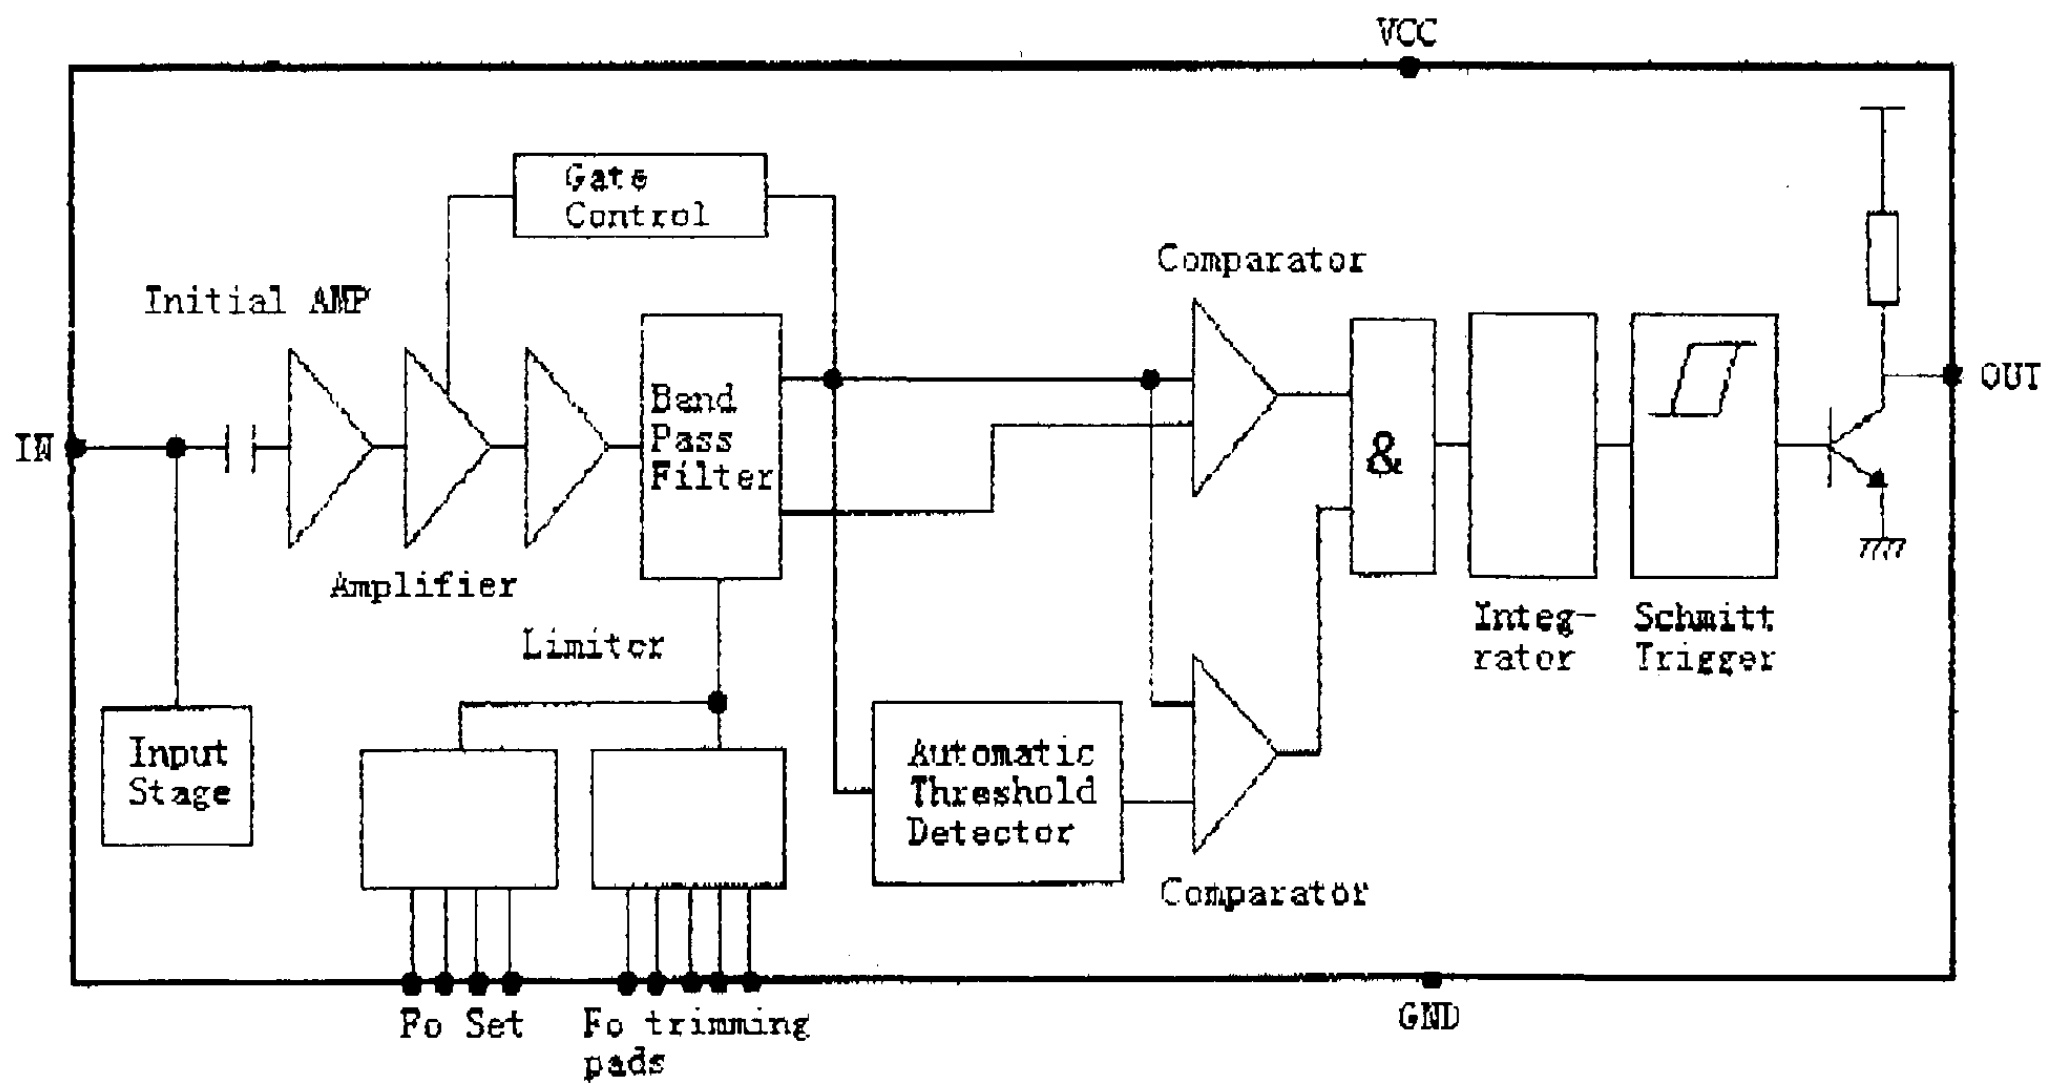 VCC
Gate
Control
Comparator
Initial AMP
Band
Pass
Filter
&
IN
OUT
Amplifier
Limiter
Integ-
rator
Schmitt
Trigger
Input
Stage
Automatic
Threshold
Detector
Comparator
Fo Set
Fo trimming
pads
GND